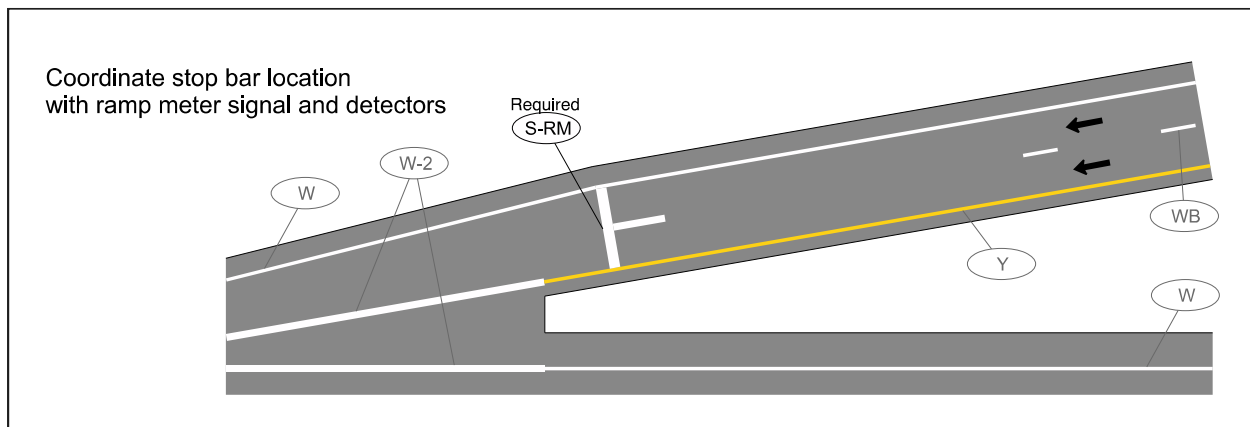 Coordinate stop bar location
with ramp meter signal and detectors
Required
S-RM
W-2
W
WB
Y
W